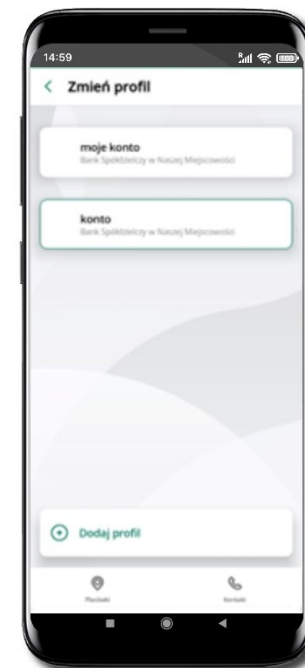 14:59
Zmień profil
moje konto
Bank Spółdzielczy w Naszej Miejscowości
konto
Bank Spółdzielczy w Naszej Miejscowości
Dodaj profil
Placówki
Kontakt